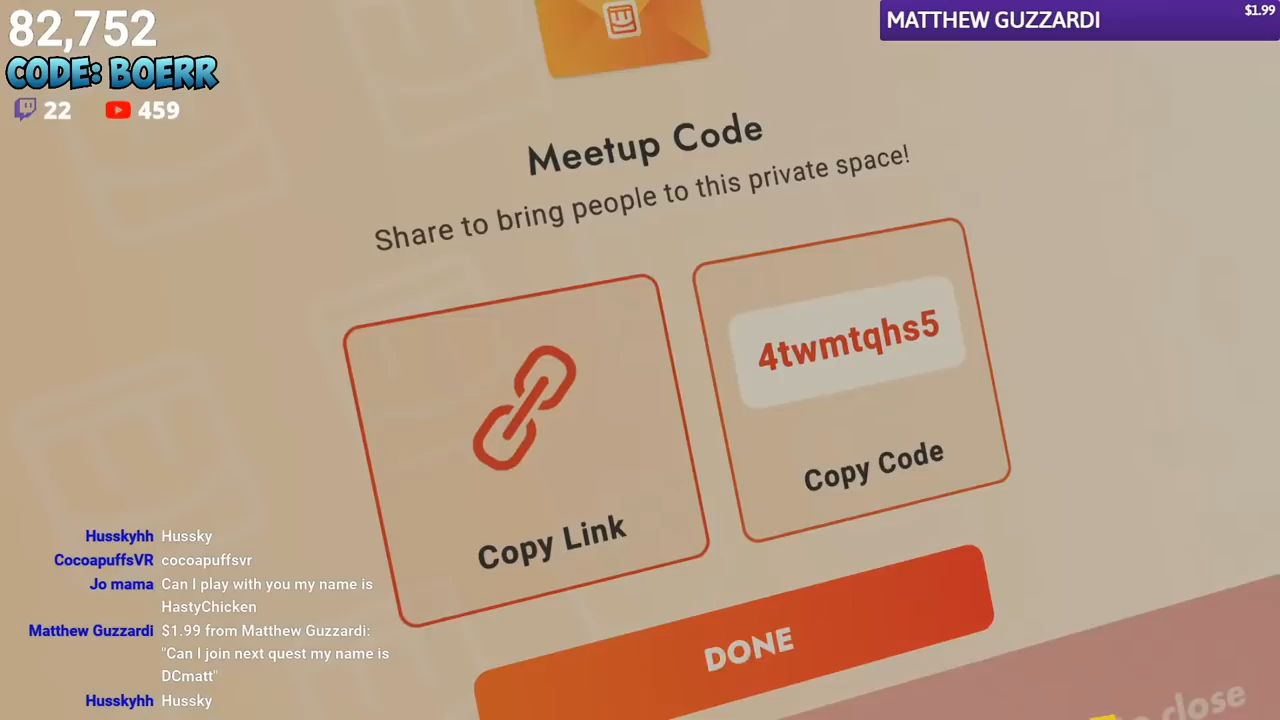 82,752
CODE: BOERR
22 459
MATTHEW GUZZARDI
$1.99
Meetup Code
Share to bring people to this private space!
4twmtqhs5
Copy Link
Copy Code
DONE
close
Husskyhh Hussky
CocoapuffsVR cocoapuffsvr
Jo mama Can I play with you my name is
HastyChicken
Matthew Guzzardi $1.99 from Matthew Guzzardi:
"Can I join next quest my name is
DCmatt"
Husskyhh Hussky